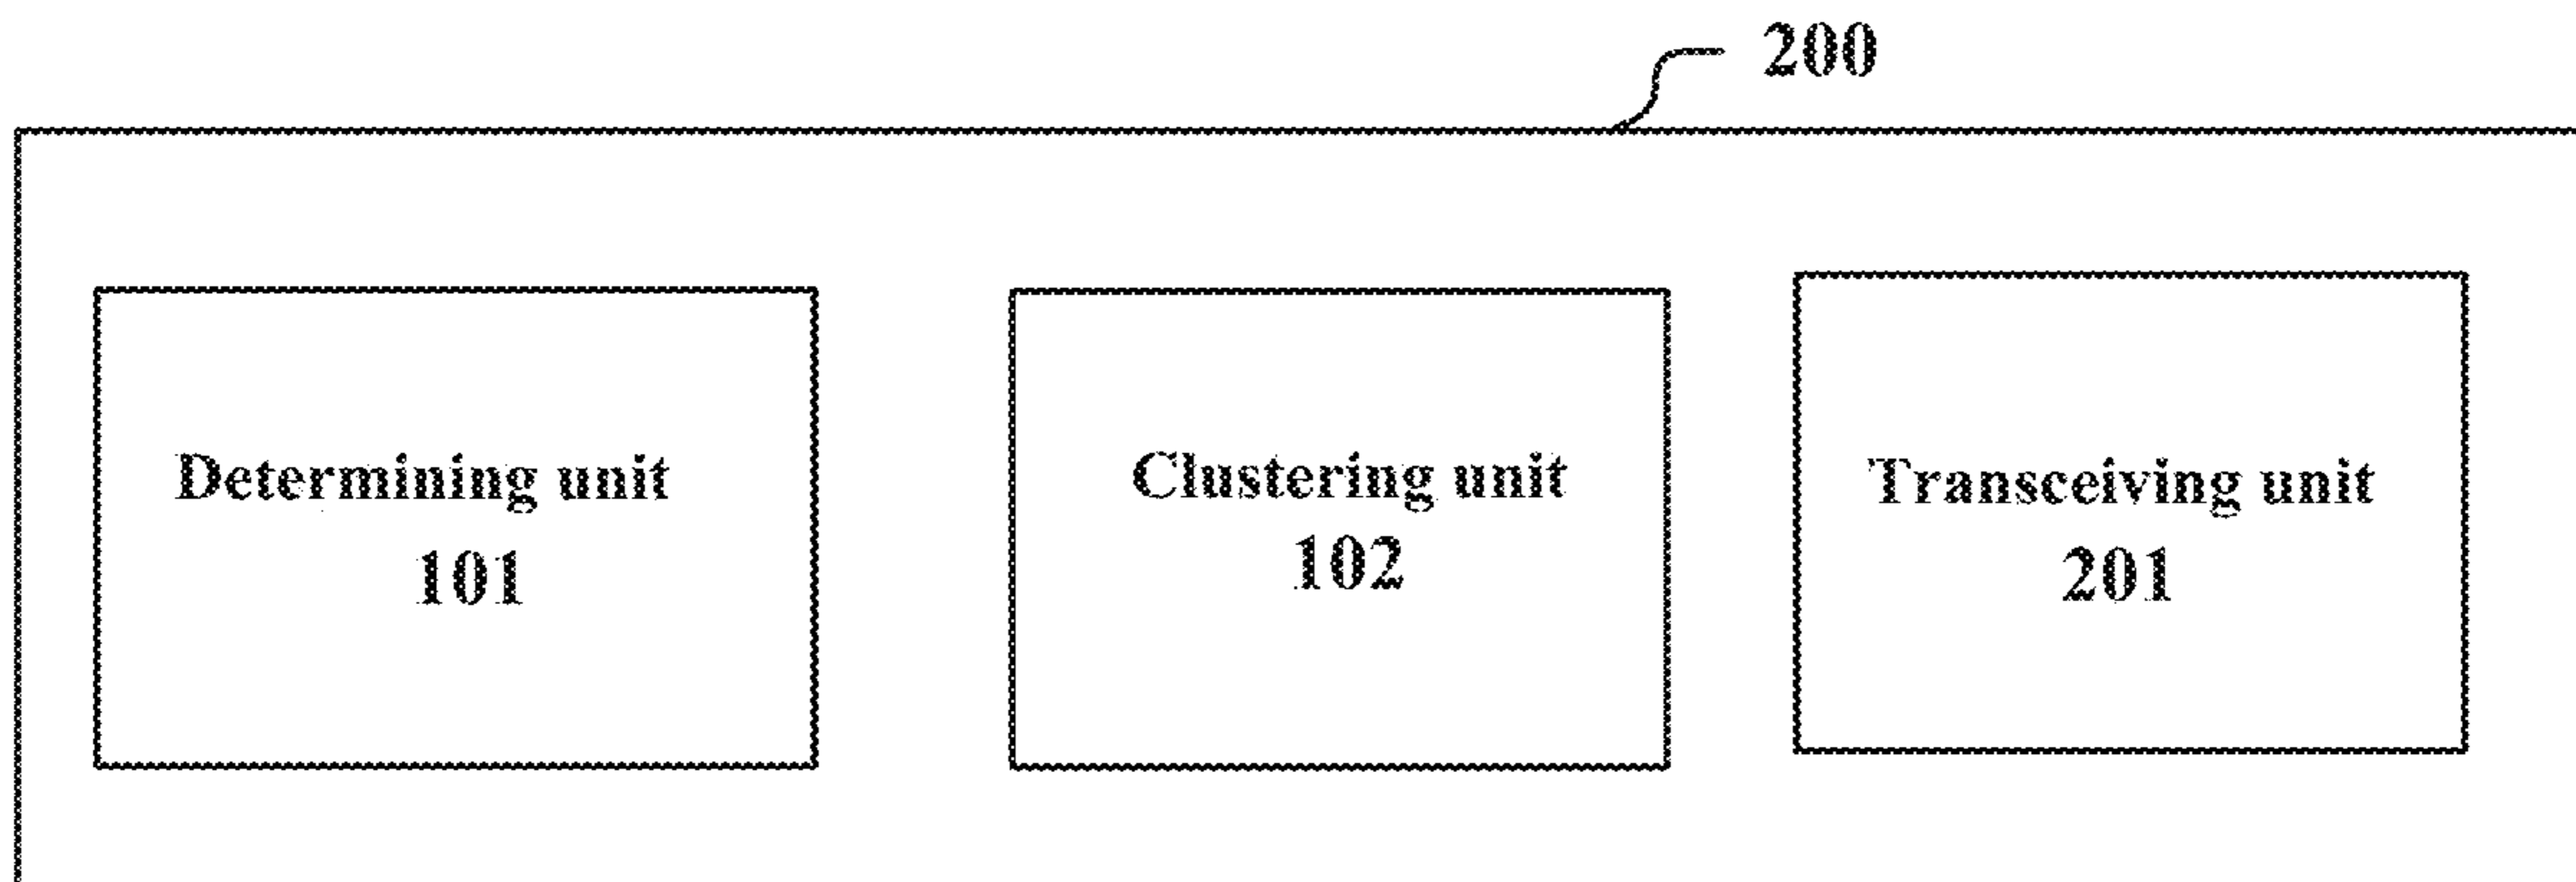 200
Determining unit
101
Clustering unit
102
Transceiving unit
201